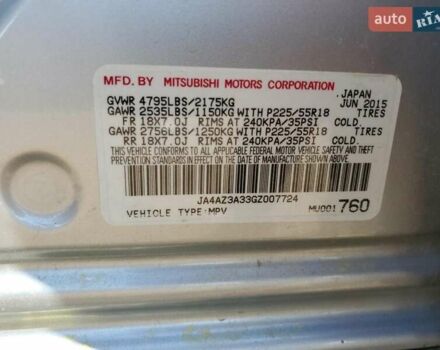 AUTO RIA
MFD. BY MITSUBISHI MOTORS CORPORATION
JAPAN
GVWR 4795LBS/2175KG JUN 2015
GAWR 2535LBS/1150KG WITH P225/55R18 TIRES
FR 18X7.0J RIMS AT 240KPA/35PSI COLD.
GAWR 2756LBS/1250KG WITH P225/55R18 TIRES
RR 18X7.0J RIMS AT 240KPA/35PSI COLD.
THIS VEHICLE CONFORMS TO ALL APPLICABLE FEDERAL
MOTOR VEHICLE SAFETY STANDARDS IN
EFFECT ON THE DATE OF MANUFACTURE SHOWN ABOVE.
JA4AZ3A33GZ007724
VEHICLE TYPE:MPV MU001 760